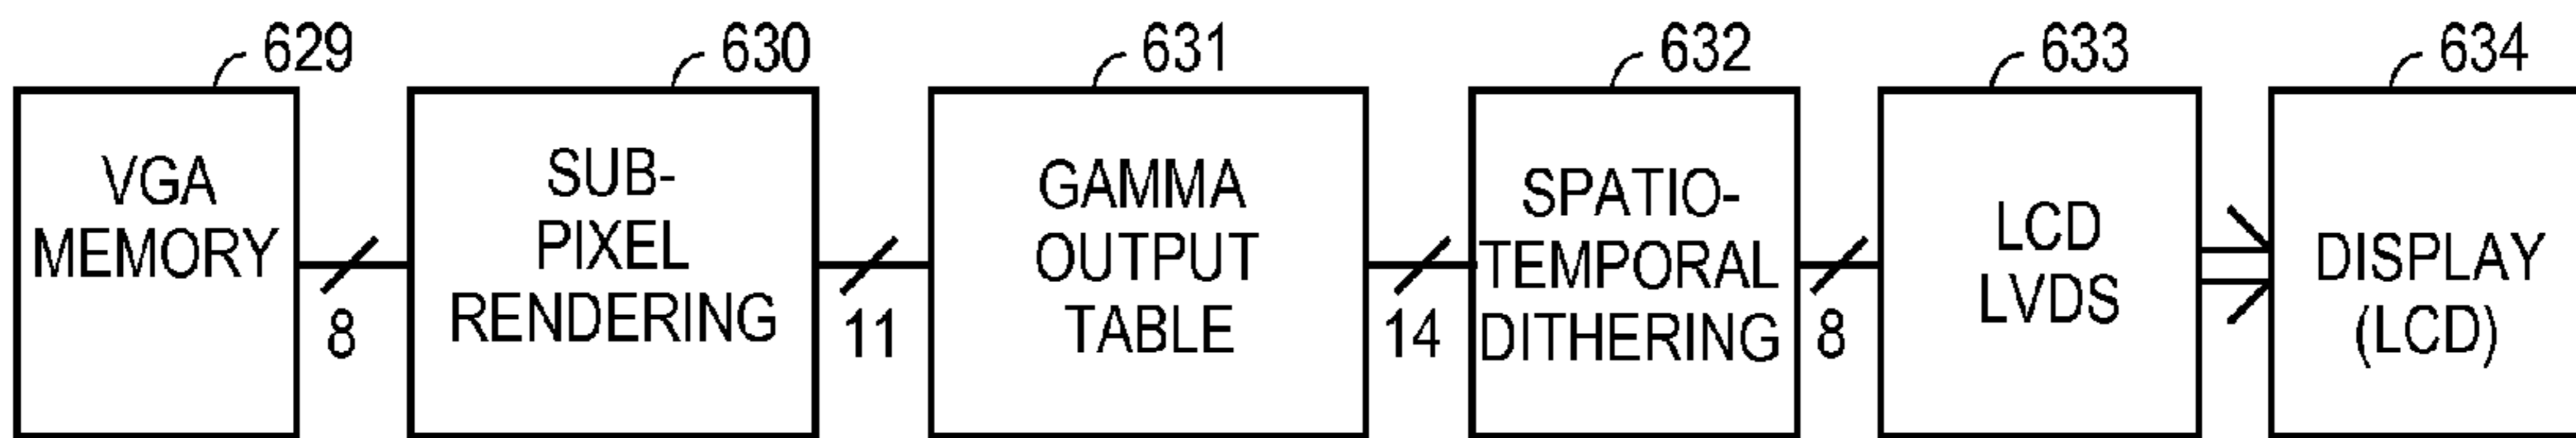 629
630
631
632
633
634
VGA
MEMORY
8
SUB-
PIXEL
RENDERING
11
GAMMA
OUTPUT
TABLE
14
SPATIO-
TEMPORAL
DITHERING
8
LCD
LVDS
DISPLAY
(LCD)